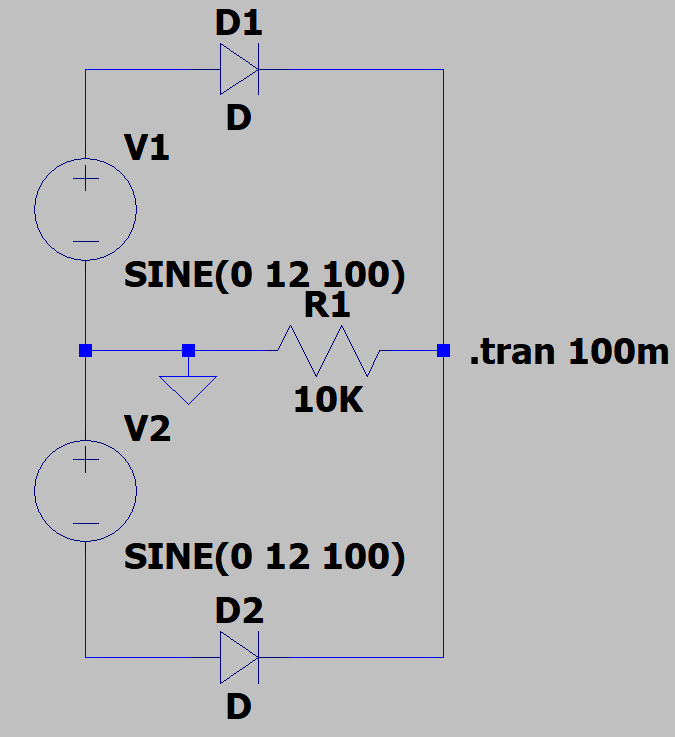 D1
D
V1
SINE(0 12 100)
R1
.tran 100m
10K
V2
SINE(0 12 100)
D2
D